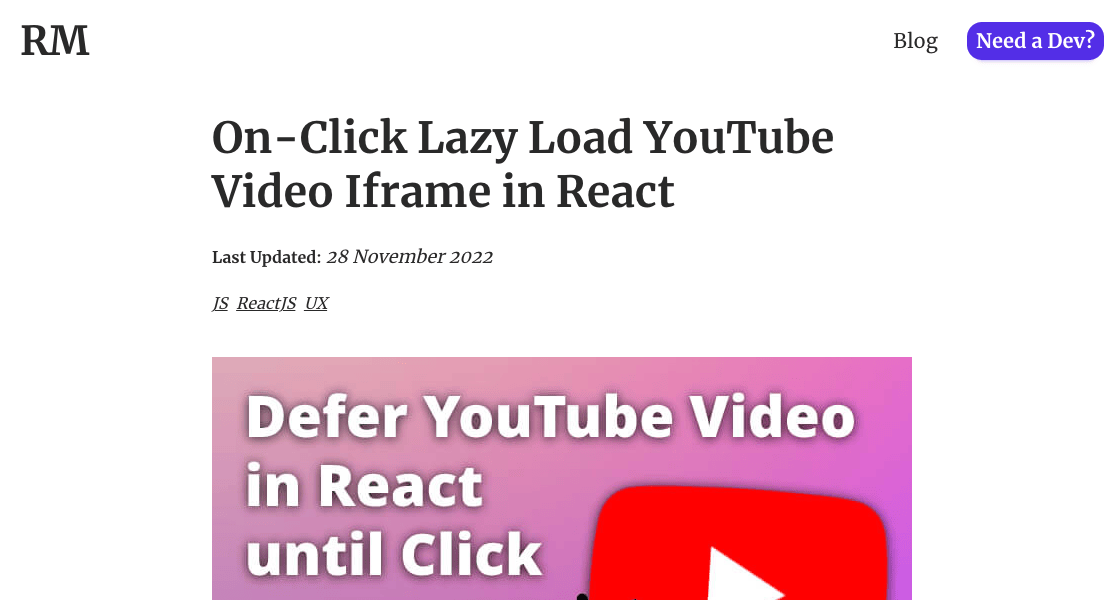 RM
Blog
Need a Dev?
On-Click Lazy Load YouTube
Video Iframe in React
Last Updated: 28 November 2022
JS ReactJS UX
Defer YouTube Video
in React
until Click